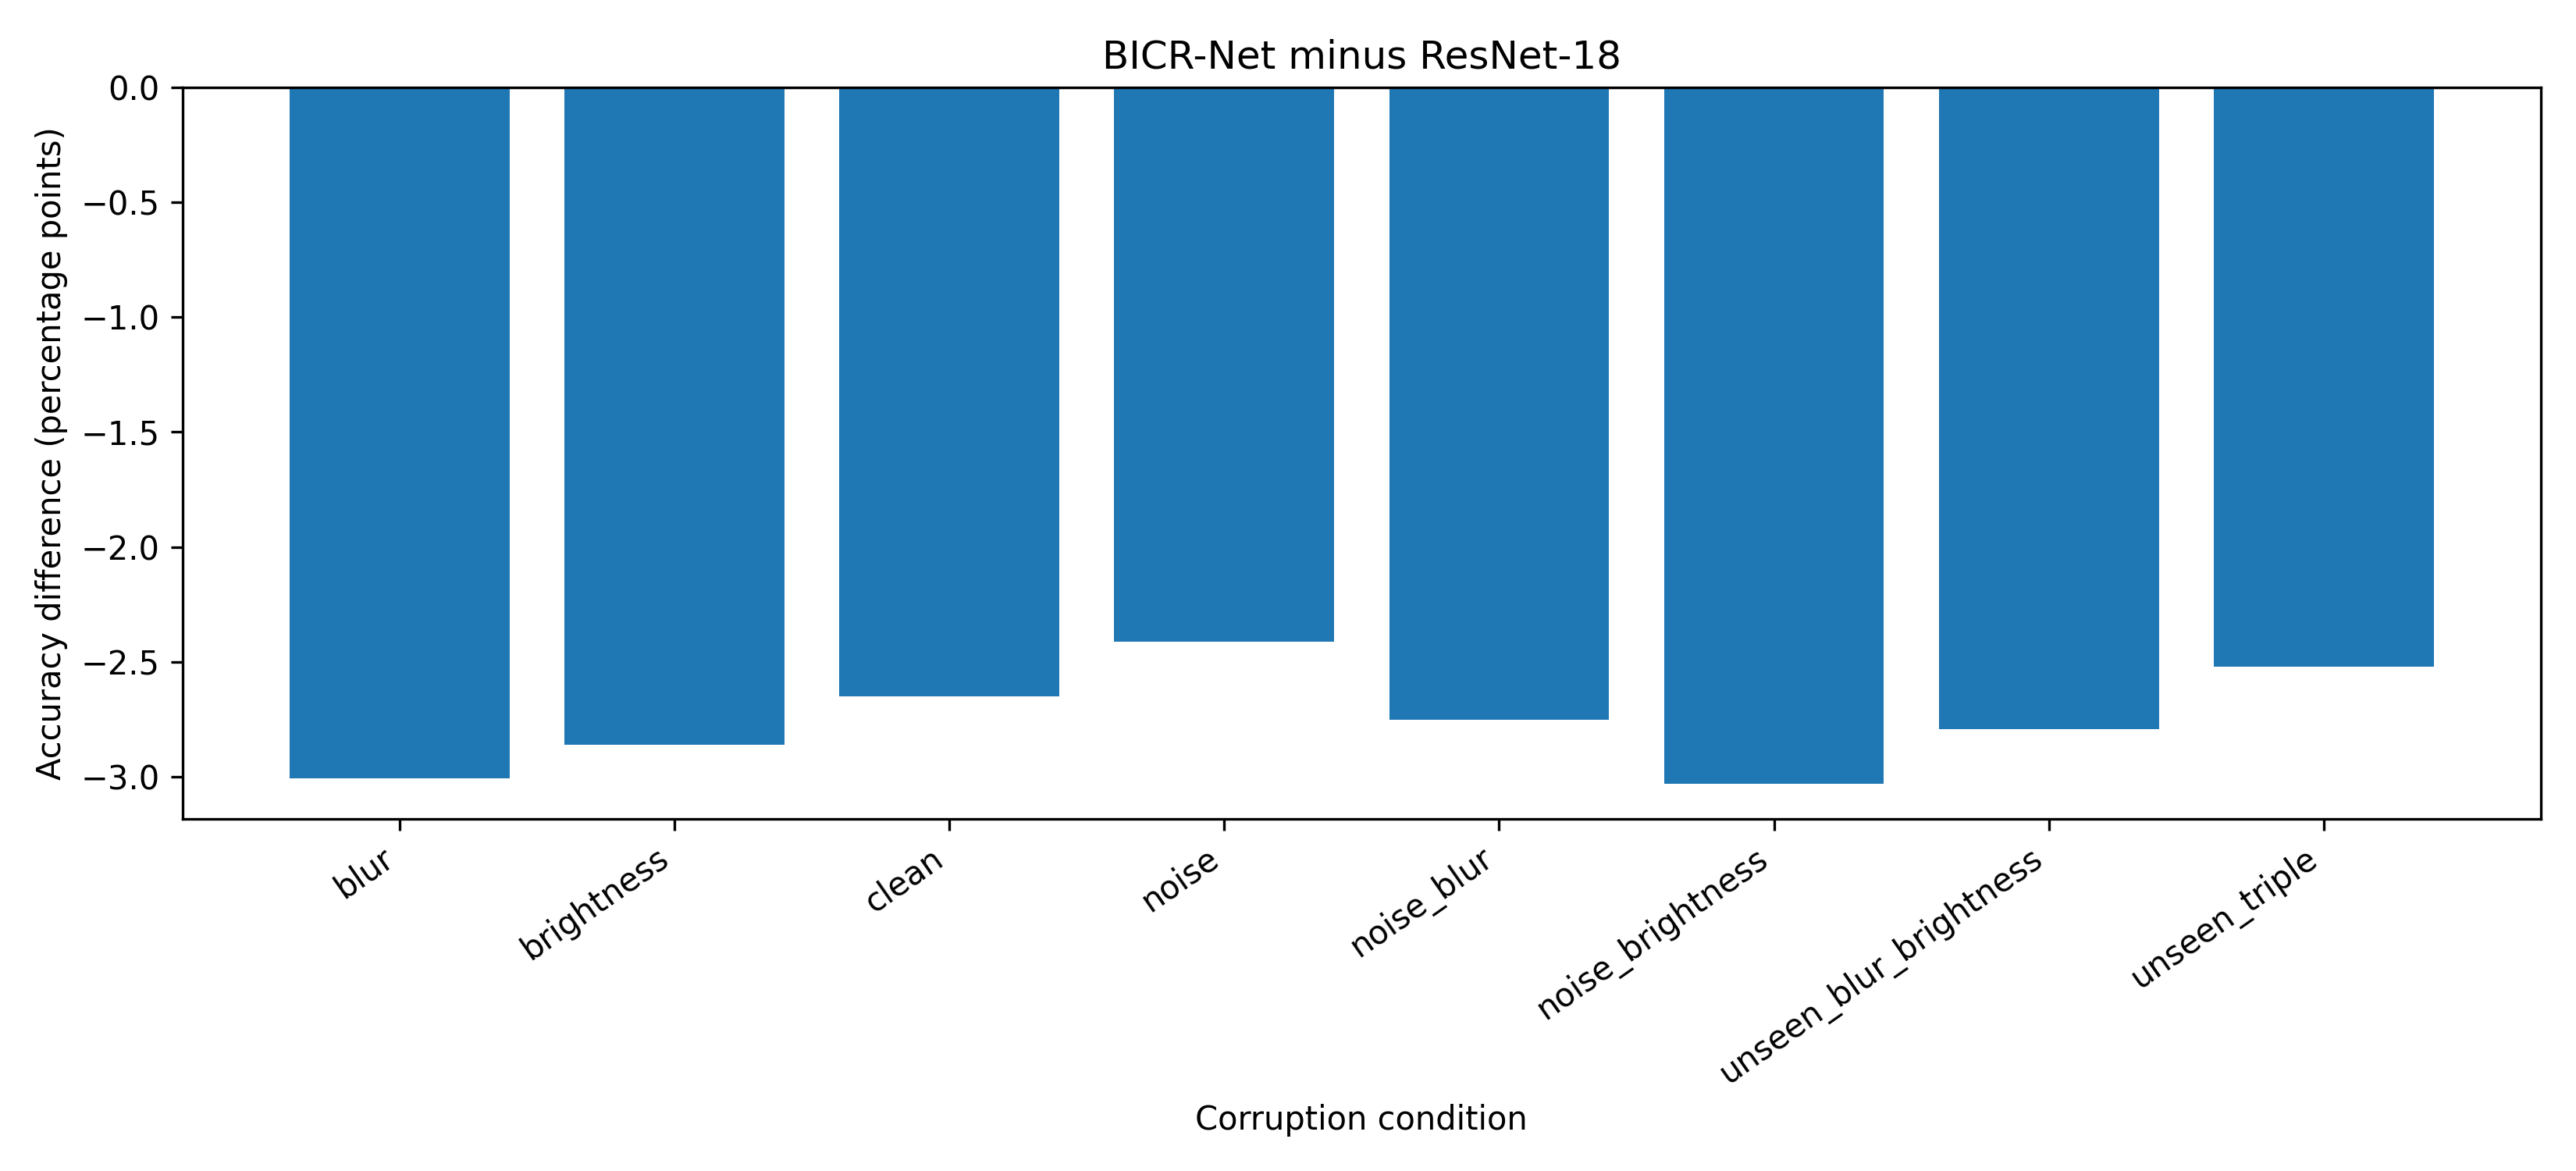 BICR-Net minus ResNet-18
Accuracy difference (percentage points)
0.0
−0.5
−1.0
−1.5
−2.0
−2.5
−3.0
blur
brightness
clean
noise
noise_blur
noise_brightness
unseen_blur_brightness
unseen_triple
Corruption condition